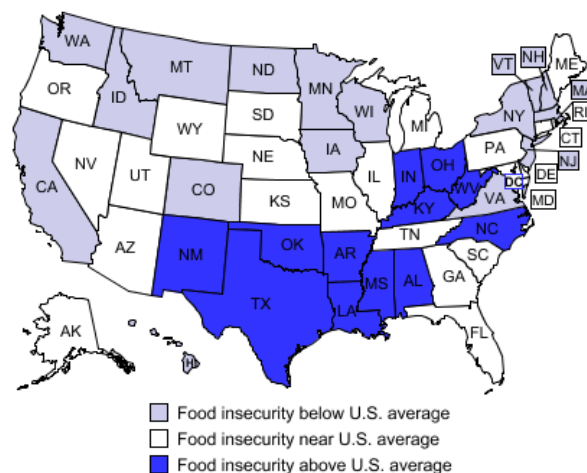 WA
MT
ND
MN
VT
NH
ME
OR
ID
SD
WI
NY
MA
WY
MI
RI
NV
NE
IA
PA
CT
CA
UT
CO
IL
IN
OH
NJ
KS
MO
WV
VA
DC
DE
KY
MD
AZ
NM
OK
AR
TN
NC
SC
TX
LA
MS
AL
GA
AK
H
FL
Food insecurity below U.S. average
Food insecurity near U.S. average
Food insecurity above U.S. average